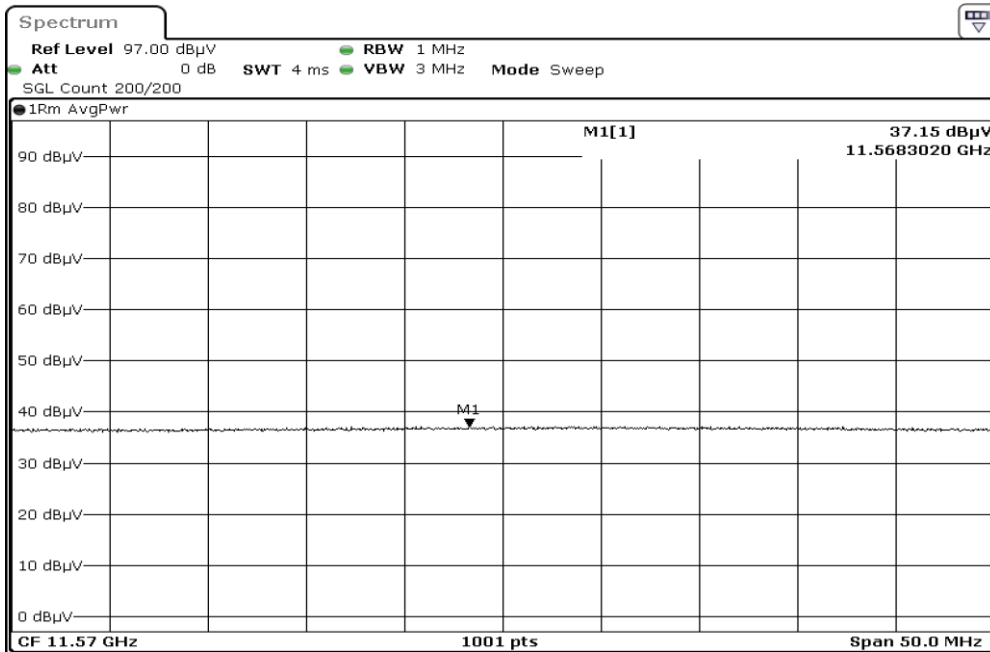 Spectrum
Ref Level 97.00 dBµV RBW 1 MHz
Att 0 dB SWT 4 ms VBW 3 MHz Mode Sweep
SGL Count 200/200
1Rm AvgPwr
M1[1] 37.15 dBµV
11.5683020 GHz
90 dBµV
80 dBµV
70 dBµV
60 dBµV
50 dBµV
40 dBµV
M1
30 dBµV
20 dBµV
10 dBµV
0 dBµV
CF 11.57 GHz 1001 pts Span 50.0 MHz